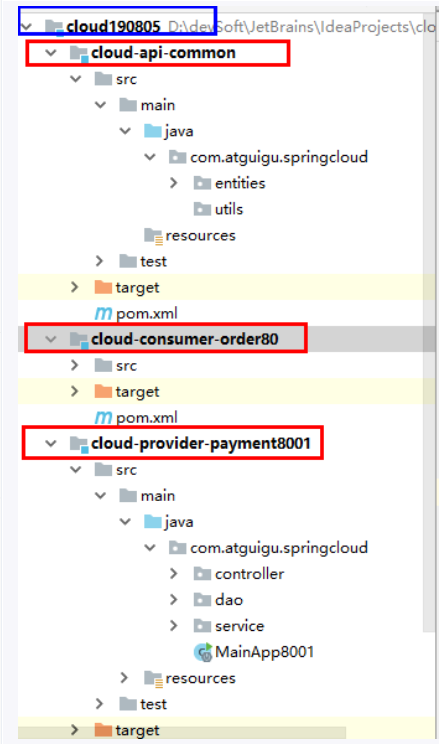 cloud190805 D:\devSoft\JetBrains\IdeaProjects\clo
cloud-api-common
src
main
java
com.atguigu.springcloud
entities
utils
resources
test
target
m pom.xml
cloud-consumer-order80
src
target
m pom.xml
cloud-provider-payment8001
src
main
java
com.atguigu.springcloud
controller
dao
service
MainApp8001
resources
test
target